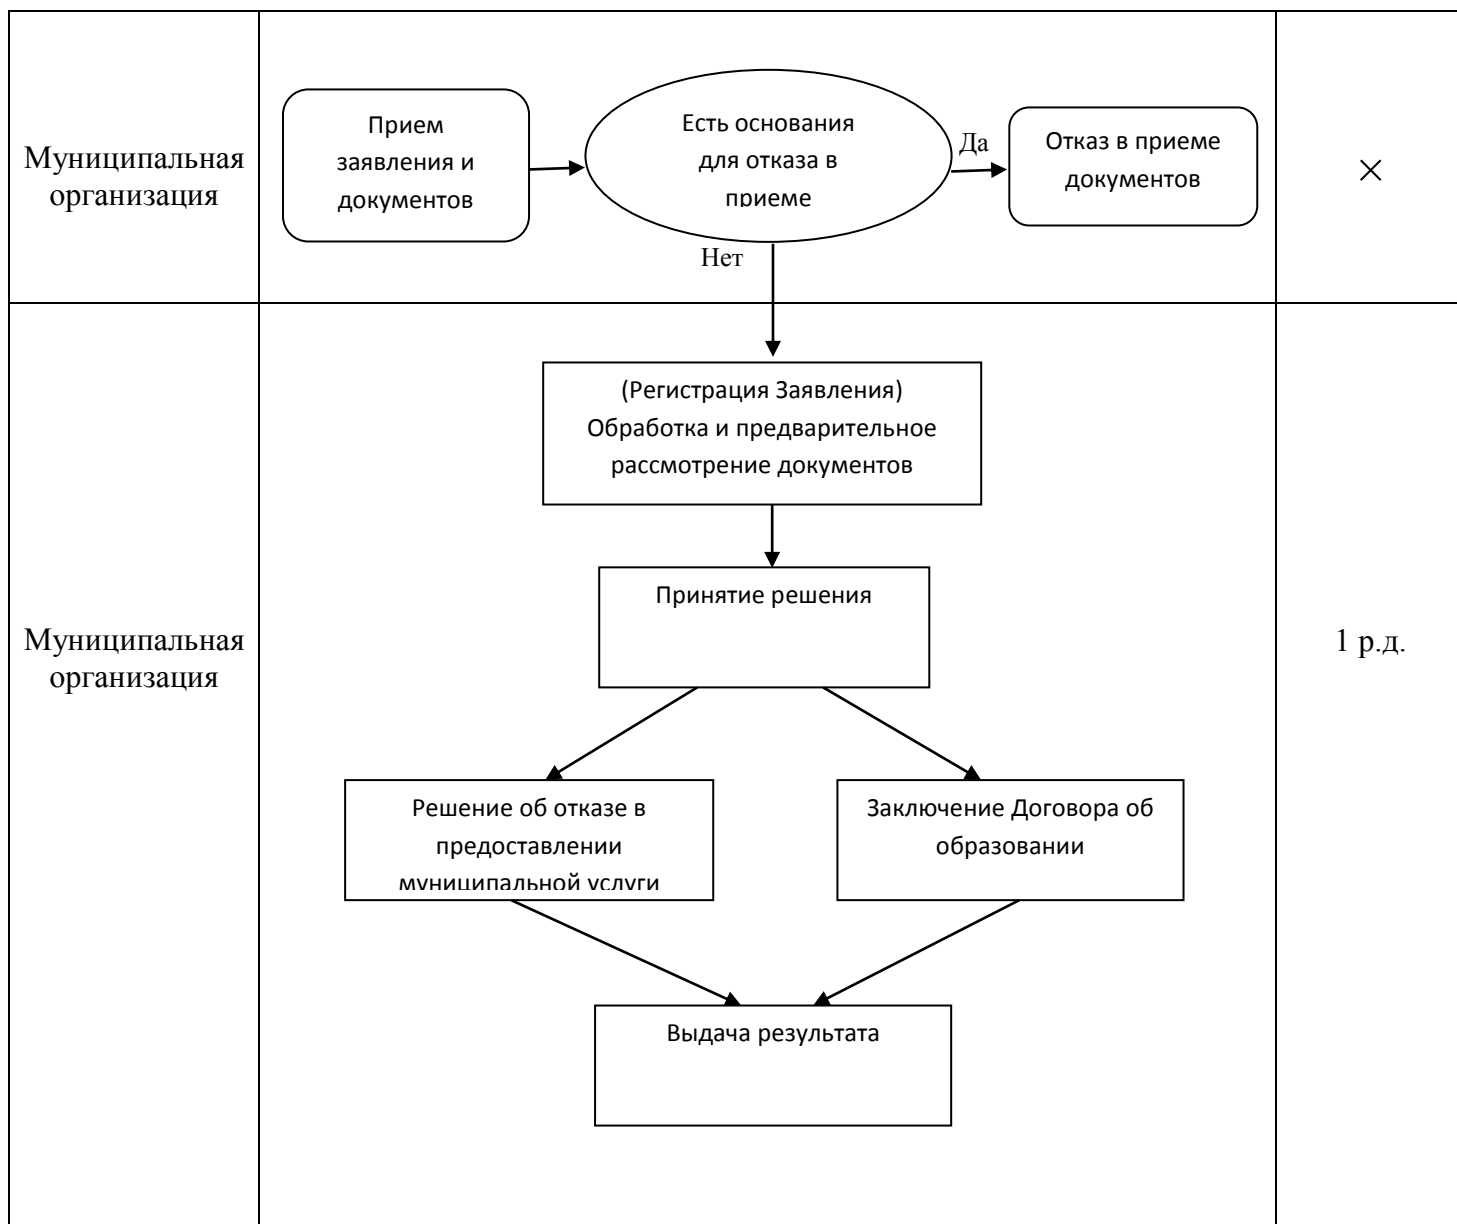 Муниципальная
организация
Прием
заявления и
документов
Есть основания
для отказа в
приеме
Да
Отказ в приеме
документов
×
Нет
Муниципальная
организация
(Регистрация Заявления)
Обработка и предварительное
рассмотрение документов
Принятие решения
1 р.д.
Решение об отказе в
предоставлении
муниципальной услуги
Заключение Договора об
образовании
Выдача результата